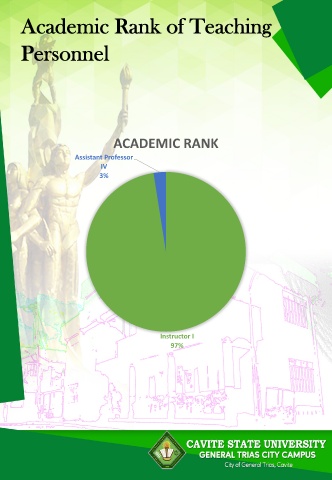 Academic Rank of Teaching
Personnel
ACADEMIC RANK
Assistant Professor
IV
3%
Instructor I
97%
CAVITE STATE UNIVERSITY
GENERAL TRIAS CITY CAMPUS
City of General Trias, Cavite